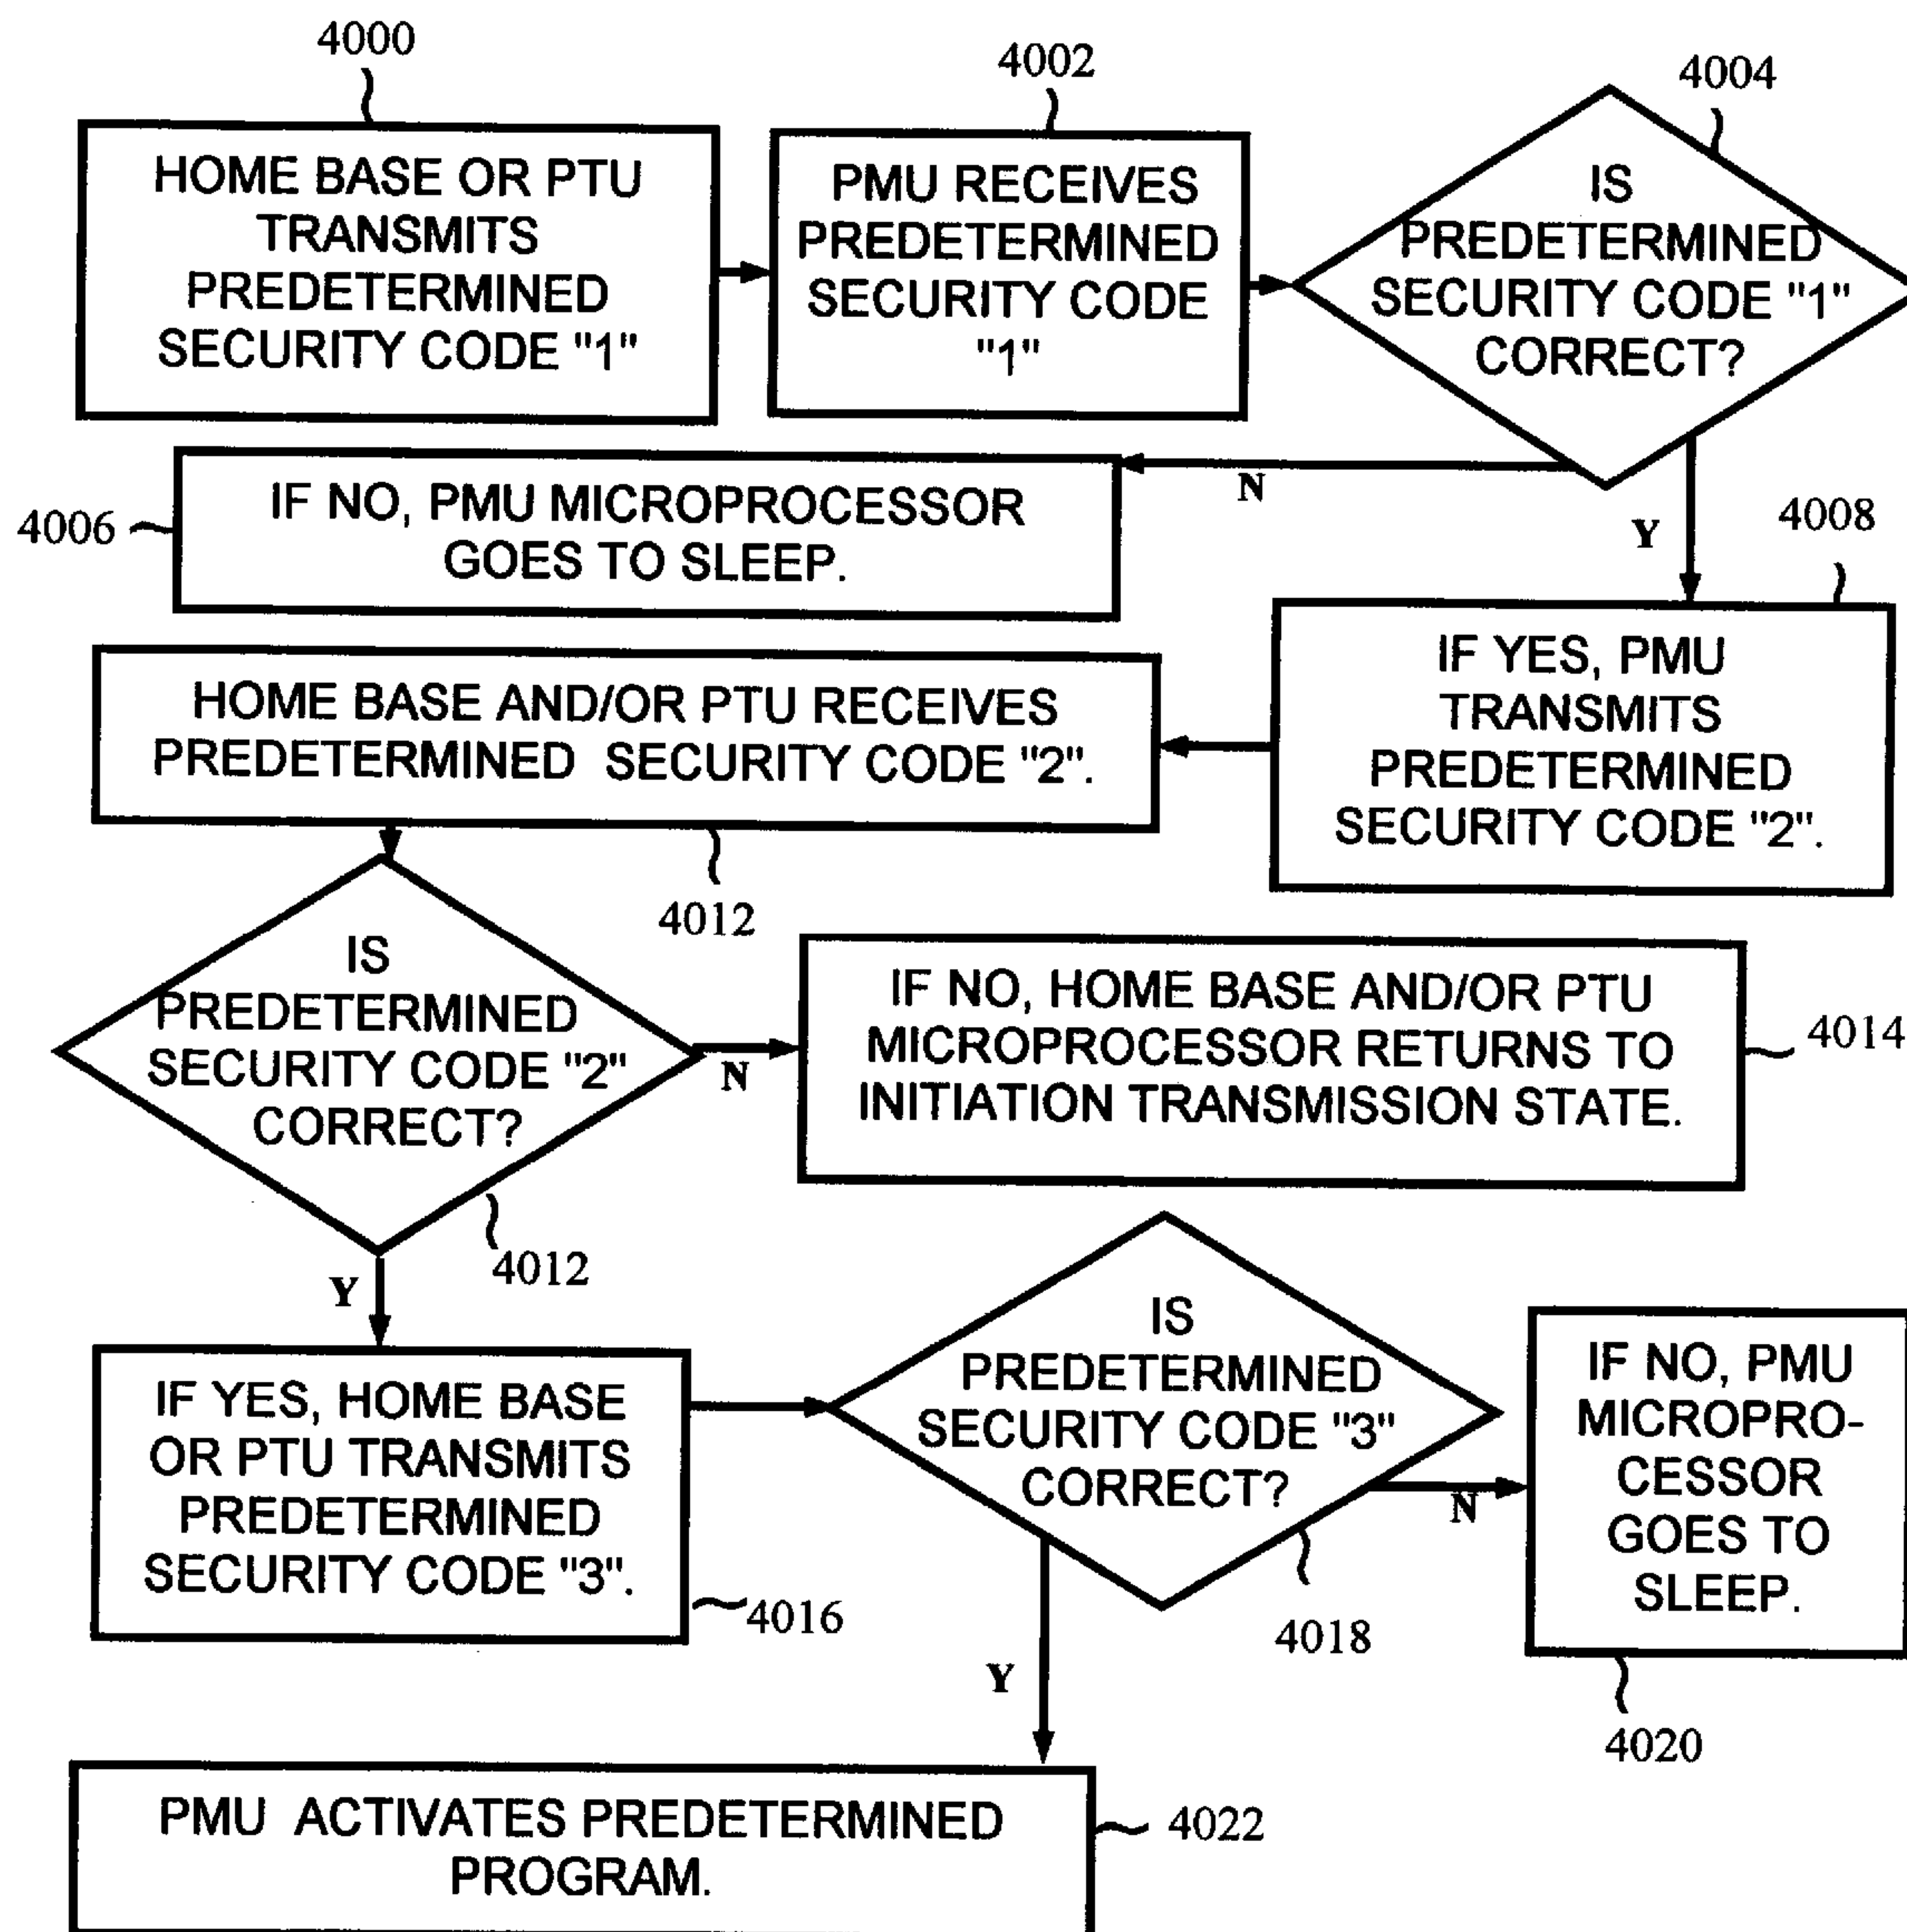 4000
HOME BASE OR PTU
TRANSMITS
PREDETERMINED
SECURITY CODE "1"
4002
PMU RECEIVES
PREDETERMINED
SECURITY CODE
"1"
4004
IS
PREDETERMINED
SECURITY CODE "1"
CORRECT?
N
Y
4006
IF NO, PMU MICROPROCESSOR
GOES TO SLEEP.
4008
IF YES, PMU
TRANSMITS
PREDETERMINED
SECURITY CODE "2".
HOME BASE AND/OR PTU RECEIVES
PREDETERMINED SECURITY CODE "2".
4012
IS
PREDETERMINED
SECURITY CODE "2"
CORRECT?
4012
N
Y
IF NO, HOME BASE AND/OR PTU
MICROPROCESSOR RETURNS TO
INITIATION TRANSMISSION STATE.
4014
IF YES, HOME BASE
OR PTU TRANSMITS
PREDETERMINED
SECURITY CODE "3".
4016
IS
PREDETERMINED
SECURITY CODE "3"
CORRECT?
4018
N
Y
IF NO, PMU
MICROPRO-
CESSOR
GOES TO
SLEEP.
4020
PMU ACTIVATES PREDETERMINED
PROGRAM.
4022